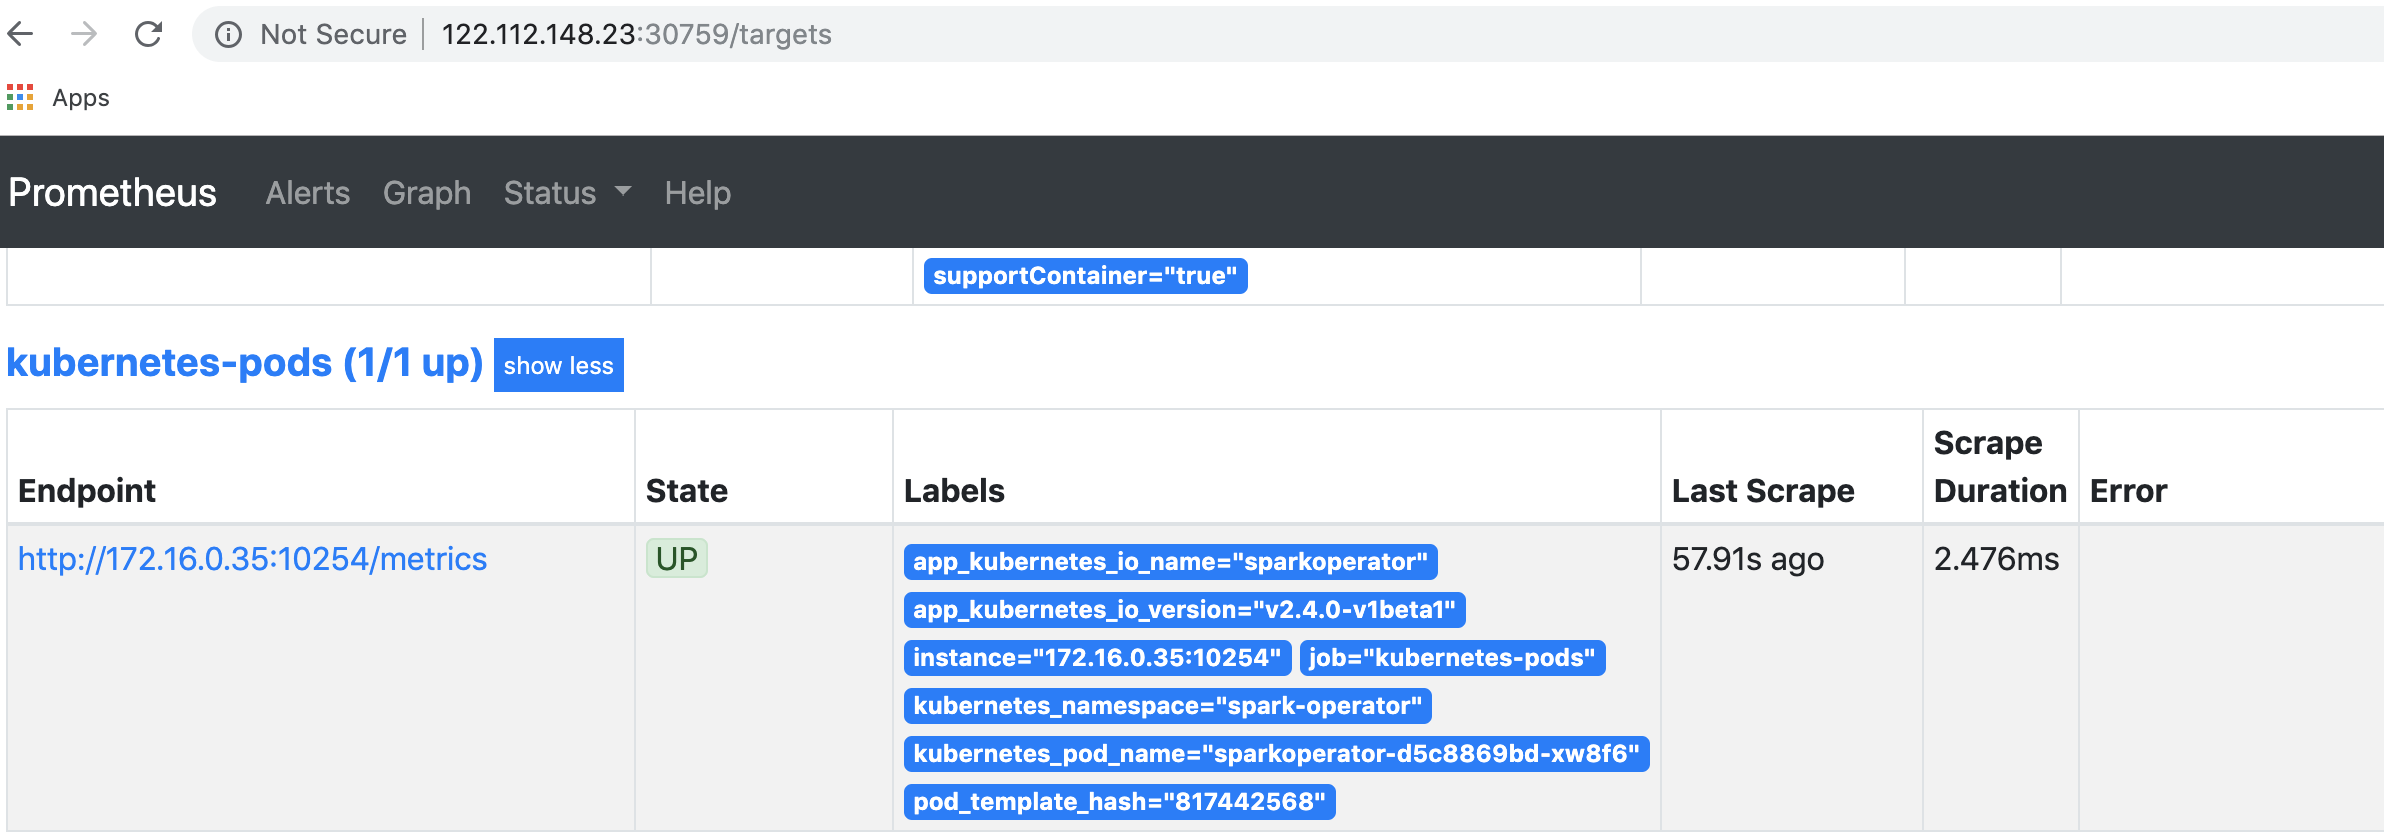 Not Secure 122.112.148.23:30759/targets
Apps
Prometheus Alerts Graph Status Help
supportContainer="true"
kubernetes-pods (1/1 up) show less
Endpoint State Labels Last Scrape Scrape Duration Error
http://172.16.0.35:10254/metrics UP app_kubernetes_io_name="sparkoperator" 57.91s ago 2.476ms
app_kubernetes_io_version="v2.4.0-v1beta1"
instance="172.16.0.35:10254" job="kubernetes-pods"
kubernetes_namespace="spark-operator"
kubernetes_pod_name="sparkoperator-d5c8869bd-xw8f6"
pod_template_hash="817442568"